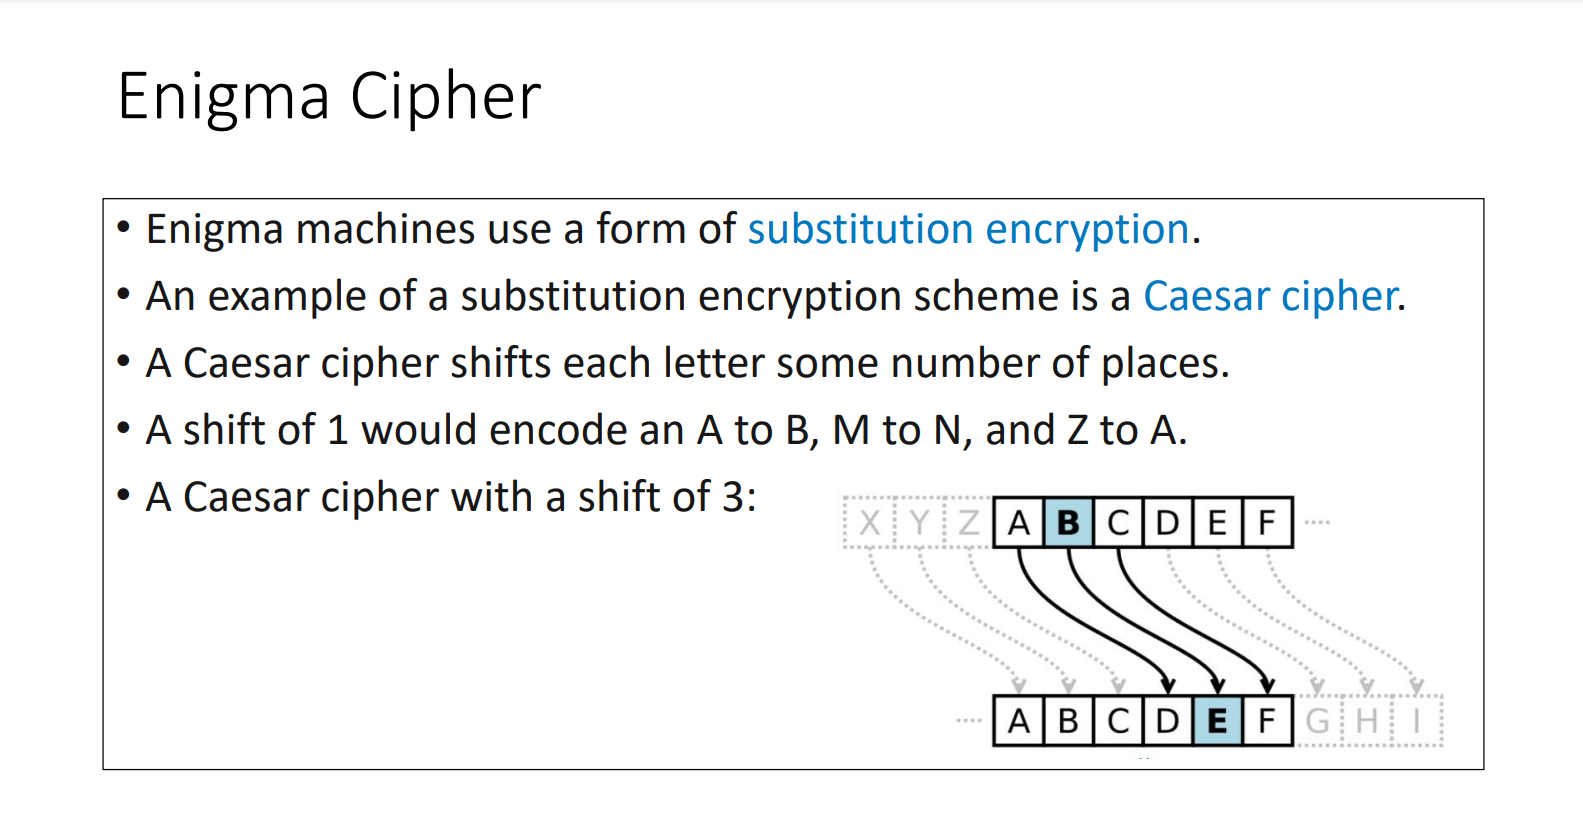 Enigma Cipher
• Enigma machines use a form of substitution encryption.
• An example of a substitution encryption scheme is a Caesar cipher.
• A Caesar cipher shifts each letter some number of places.
• A shift of 1 would encode an A to B, M to N, and Z to A.
• A Caesar cipher with a shift of 3:
X Y Z A B C D E F ....
.... A B C D E F G H I